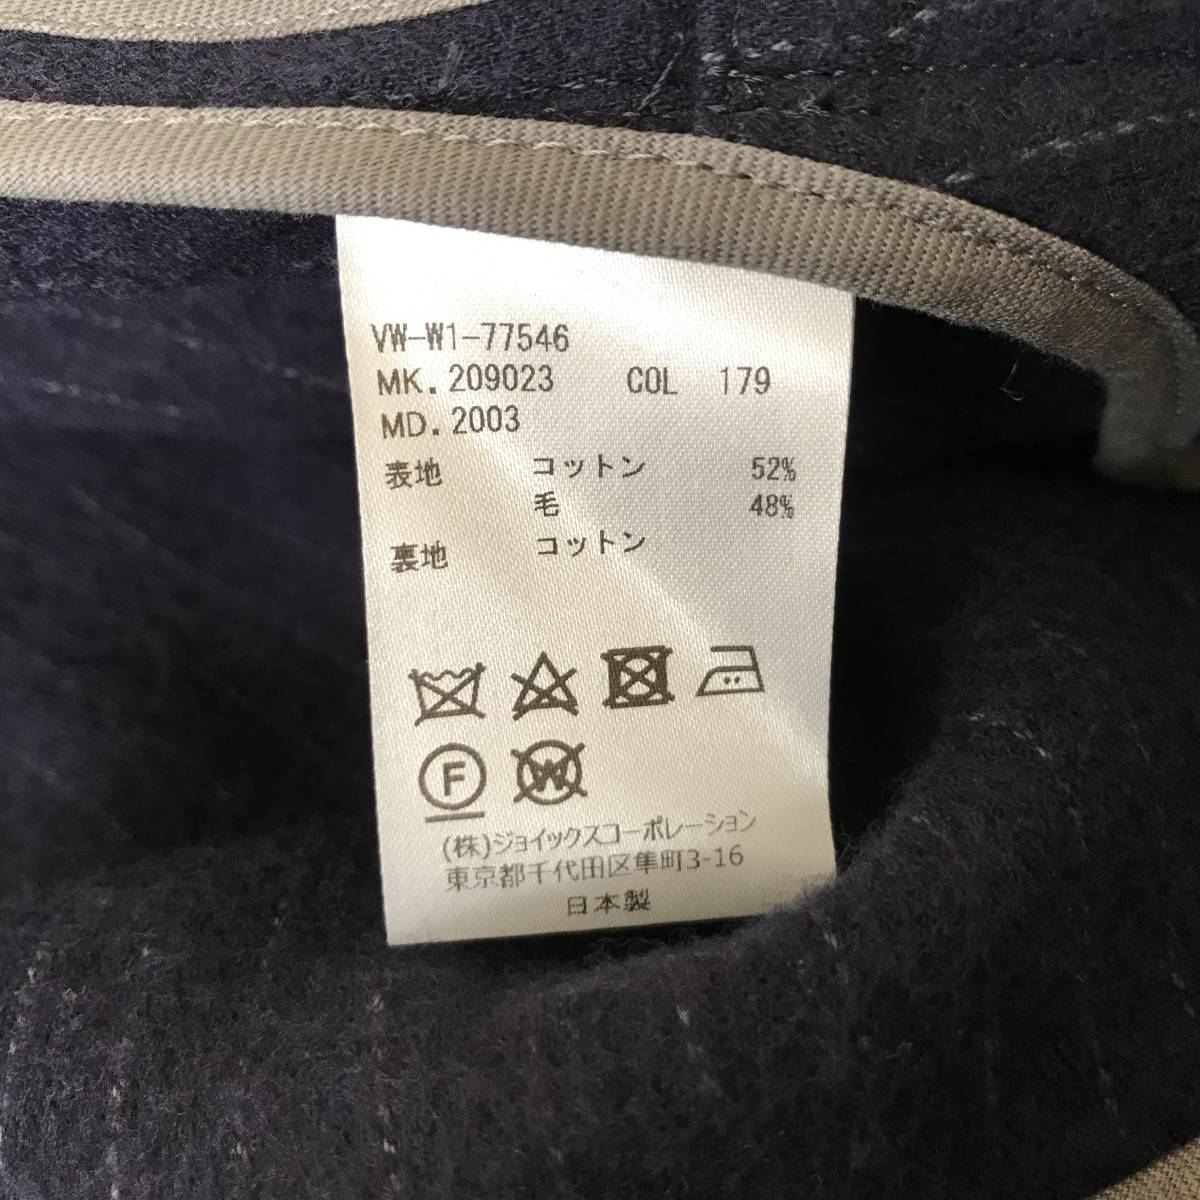 VW-W1-77546
MK. 209023 COL 179
MD. 2003
表地 コットン 52%
毛 48%
裏地 コットン
F W
(株)ジョイックスコーポレーション
東京都千代田区隼町3-16
日本製